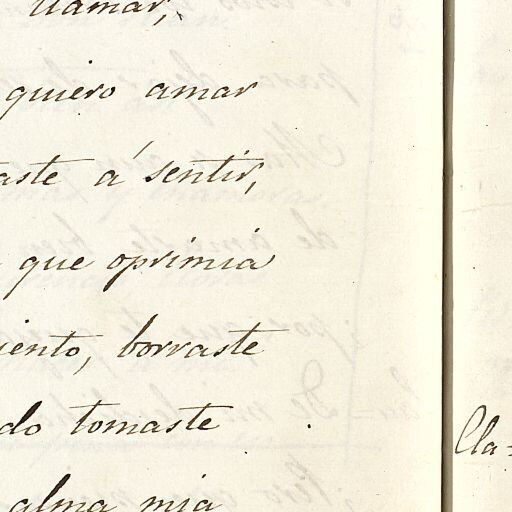 llamar,
quiero amar
aste á sentir,
que oprimia
iento, borraste
do tomaste
alma mia
Cla=